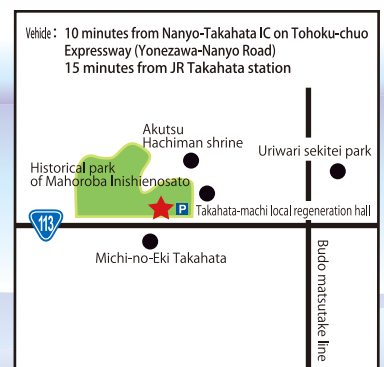 Vehicle : 10 minutes from Nanyo-Takahata IC on Tohoku-chuo
Expressway (Yonezawa-Nanyo Road)
15 minutes from JR Takahata station
Akutsu
Hachiman shrine
Uriwari sekitei park
Historical park
of Mahoroba Inishienosato
P
Takahata-machi local regeneration hall
113
Michi-no-Eki Takahata
Budo matsutake line